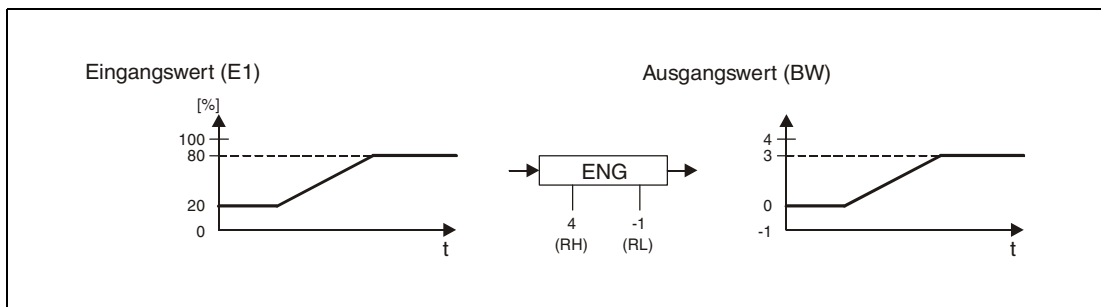 Eingangswert (E1)
[%]
100
80
20
0
t
ENG
4
(RH)
-1
(RL)
Ausgangswert (BW)
4
3
0
-1
t